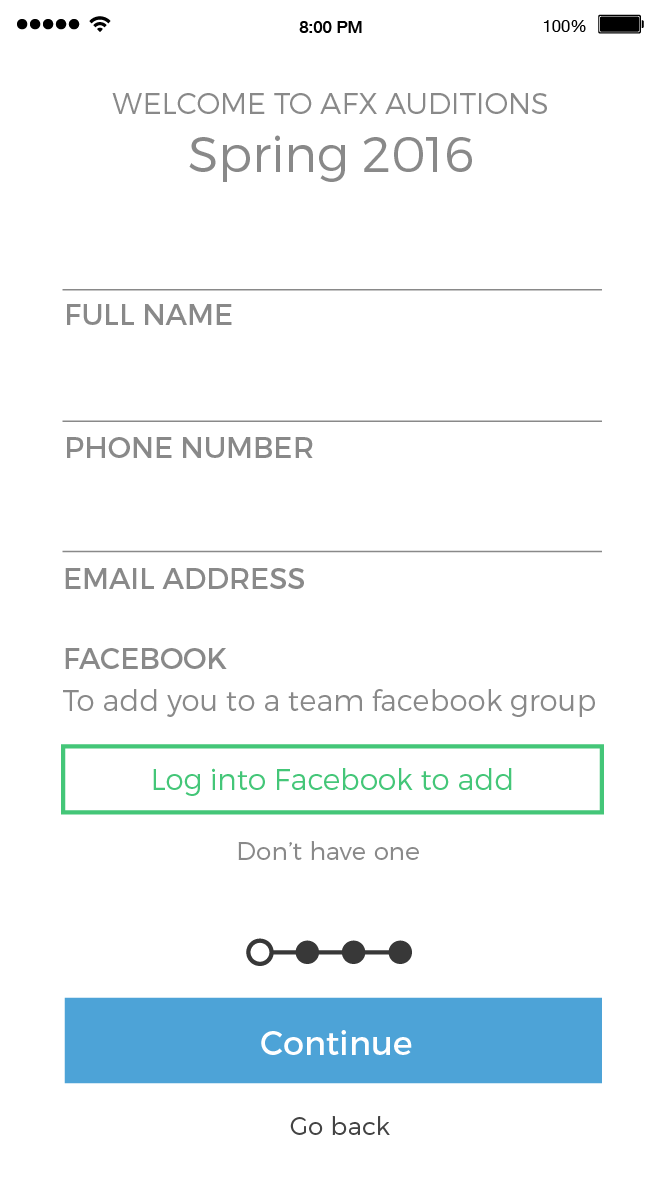 8:00 PM
100%
WELCOME TO AFX AUDITIONS
Spring 2016
FULL NAME
PHONE NUMBER
EMAIL ADDRESS
FACEBOOK
To add you to a team facebook group
Log into Facebook to add
Don’t have one
Continue
Go back